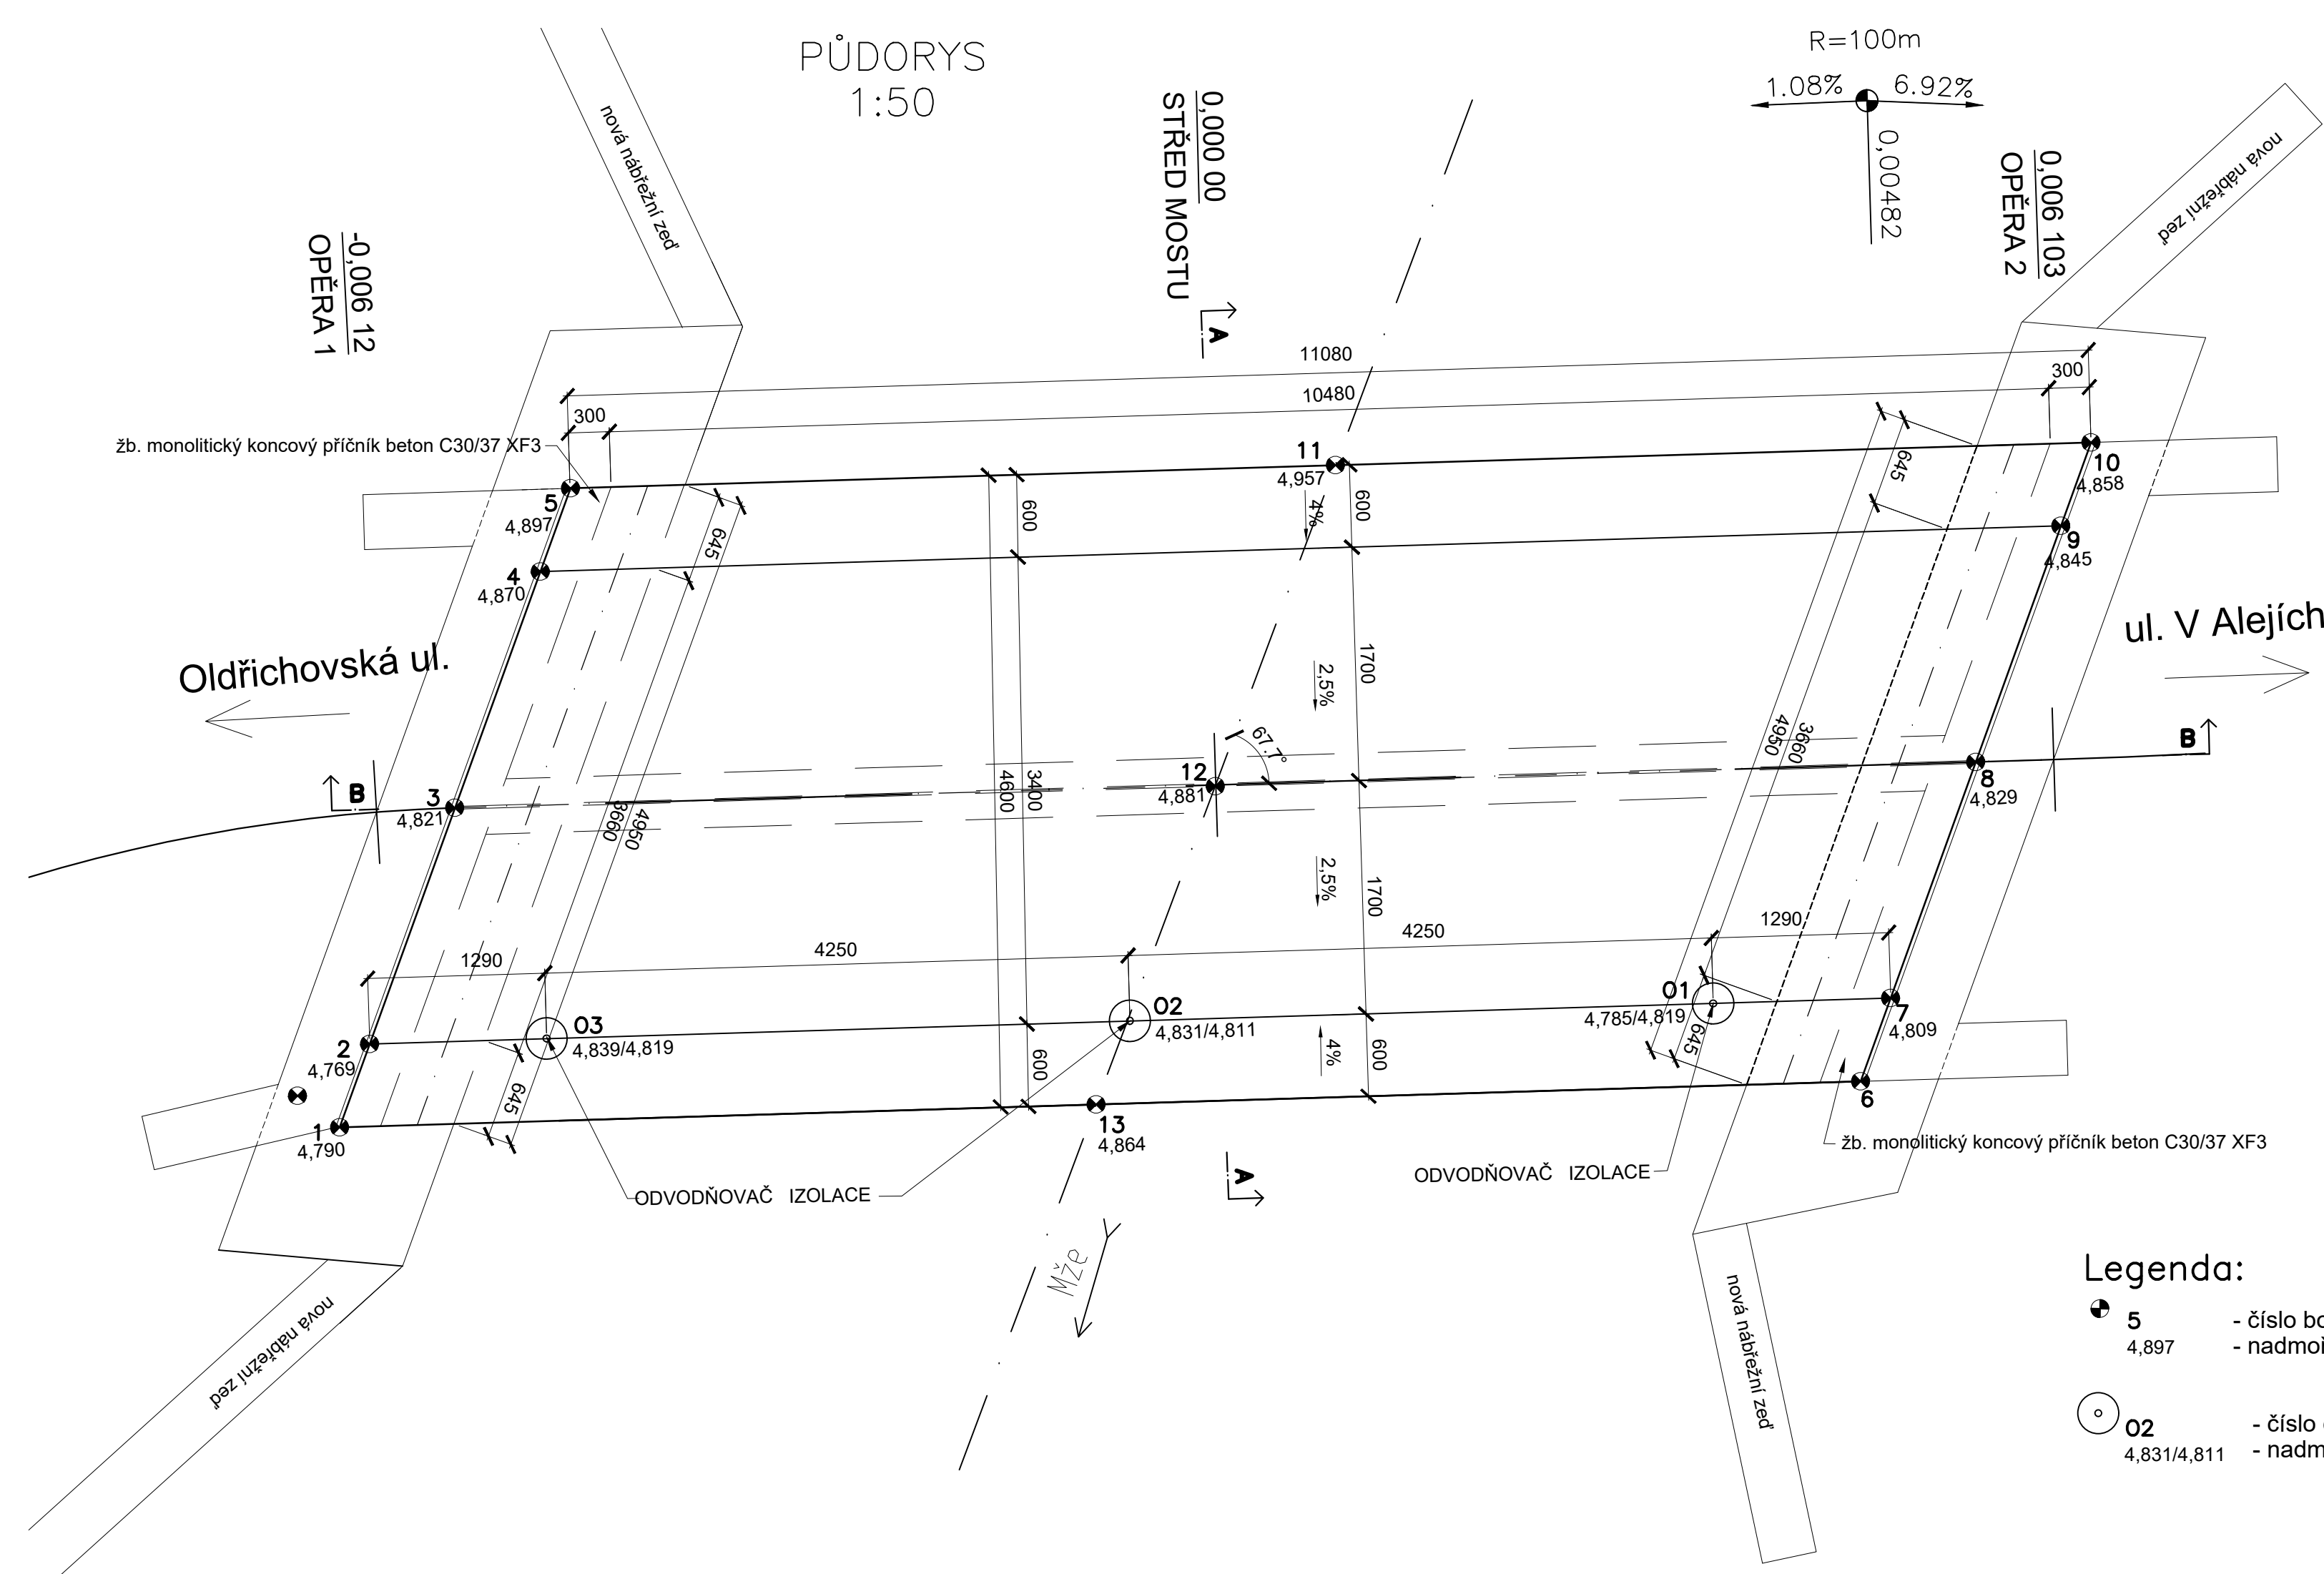 PŮDORYS
1:50
R=100m
1.08%
6.92%
0,00482
0,000 00
STŘED MOSTU
-0,006 12
OPĚRA 1
0,006 103
OPĚRA 2
nová nábřežní zeď
nová nábřežní zeď
A
11080
10480
300
300
žb. monolitický koncový příčník beton C30/37 XF3
5
4,897
11
4,957
10
4,858
4
4,870
9
4,845
645
645
600
600
4%
Oldřichovská ul.
ul. V Alejích
1700
2,5%
67.7°
B
B
3
4,821
12
4,881
8
4,829
3660
4950
4600
3400
4950
3660
2,5%
1700
1290
4250
4250
1290
2
4,769
O3
4,839/4,819
O2
4,831/4,811
O1
4,785/4,819
7
4,809
645
600
4%
600
645
1
4,790
13
4,864
6
žb. monolitický koncový příčník beton C30/37 XF3
ODVODŇOVAČ IZOLACE
ODVODŇOVAČ IZOLACE
A
Mže
nová nábřežní zeď
nová nábřežní zeď
Legenda:
5 - číslo
4,897
O2 - číslo
4,831/4,811